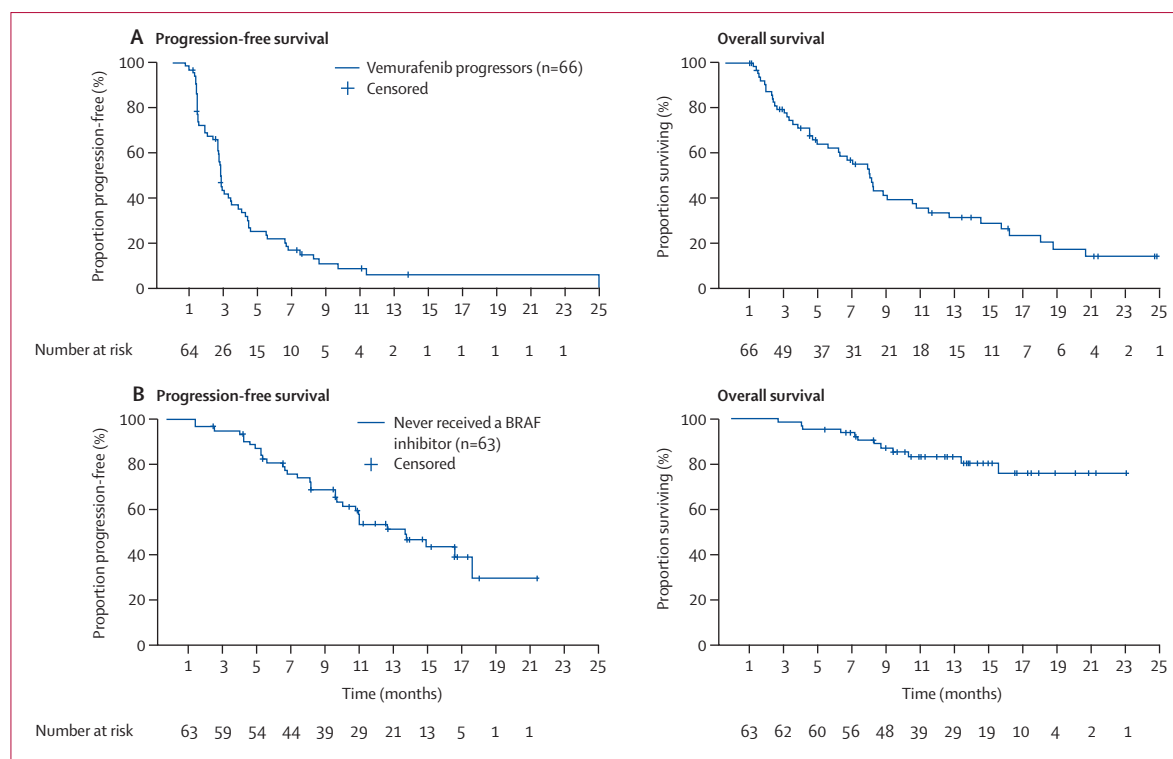 A Progression-free survival
Proportion progression-free (%)
100
80
60
40
20
0
Vemurafenib progressors (n=66)
Censored
1 3 5 7 9 11 13 15 17 19 21 23 25
Number at risk 64 26 15 10 5 4 2 1 1 1 1 1
Overall survival
Proportion surviving (%)
100
80
60
40
20
0
1 3 5 7 9 11 13 15 17 19 21 23 25
66 49 37 31 21 18 15 11 7 6 4 2 1
B Progression-free survival
Proportion progression-free (%)
100
80
60
40
20
0
Never received a BRAF
inhibitor (n=63)
Censored
1 3 5 7 9 11 13 15 17 19 21 23 25
Time (months)
Number at risk 63 59 54 44 39 29 21 13 5 1 1
Overall survival
Proportion surviving (%)
100
80
60
40
20
0
1 3 5 7 9 11 13 15 17 19 21 23 25
Time (months)
63 62 60 56 48 39 29 19 10 4 2 1